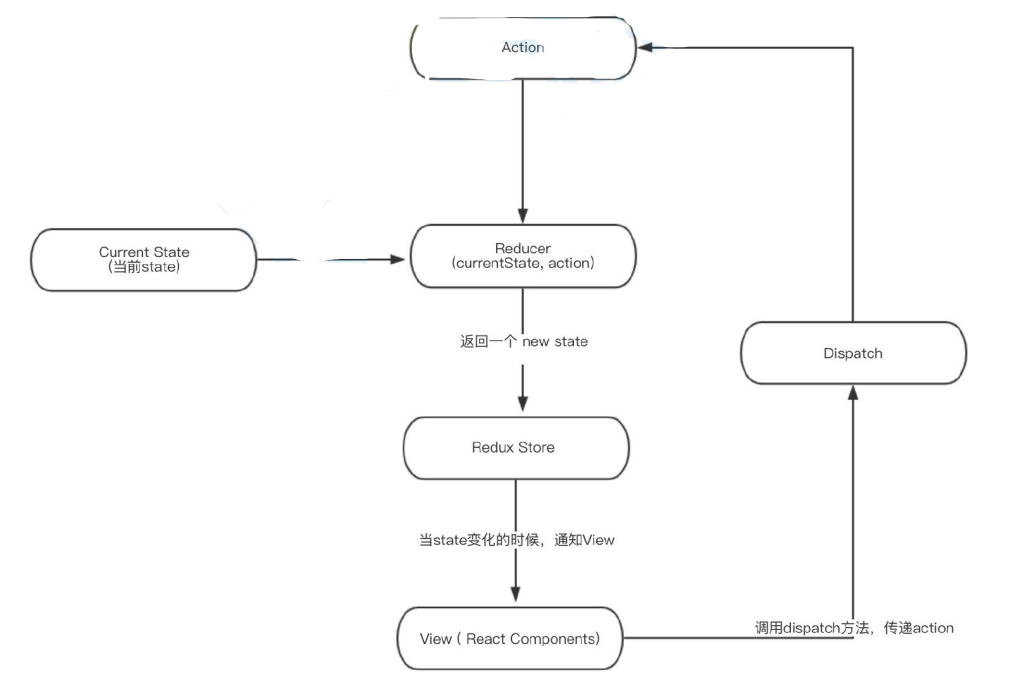 Action
Current State
(当前state)
Reducer
(currentState, action)
返回一个 new state
Dispatch
Redux Store
当state变化的时候，通知View
View ( React Components)
调用dispatch方法，传递action